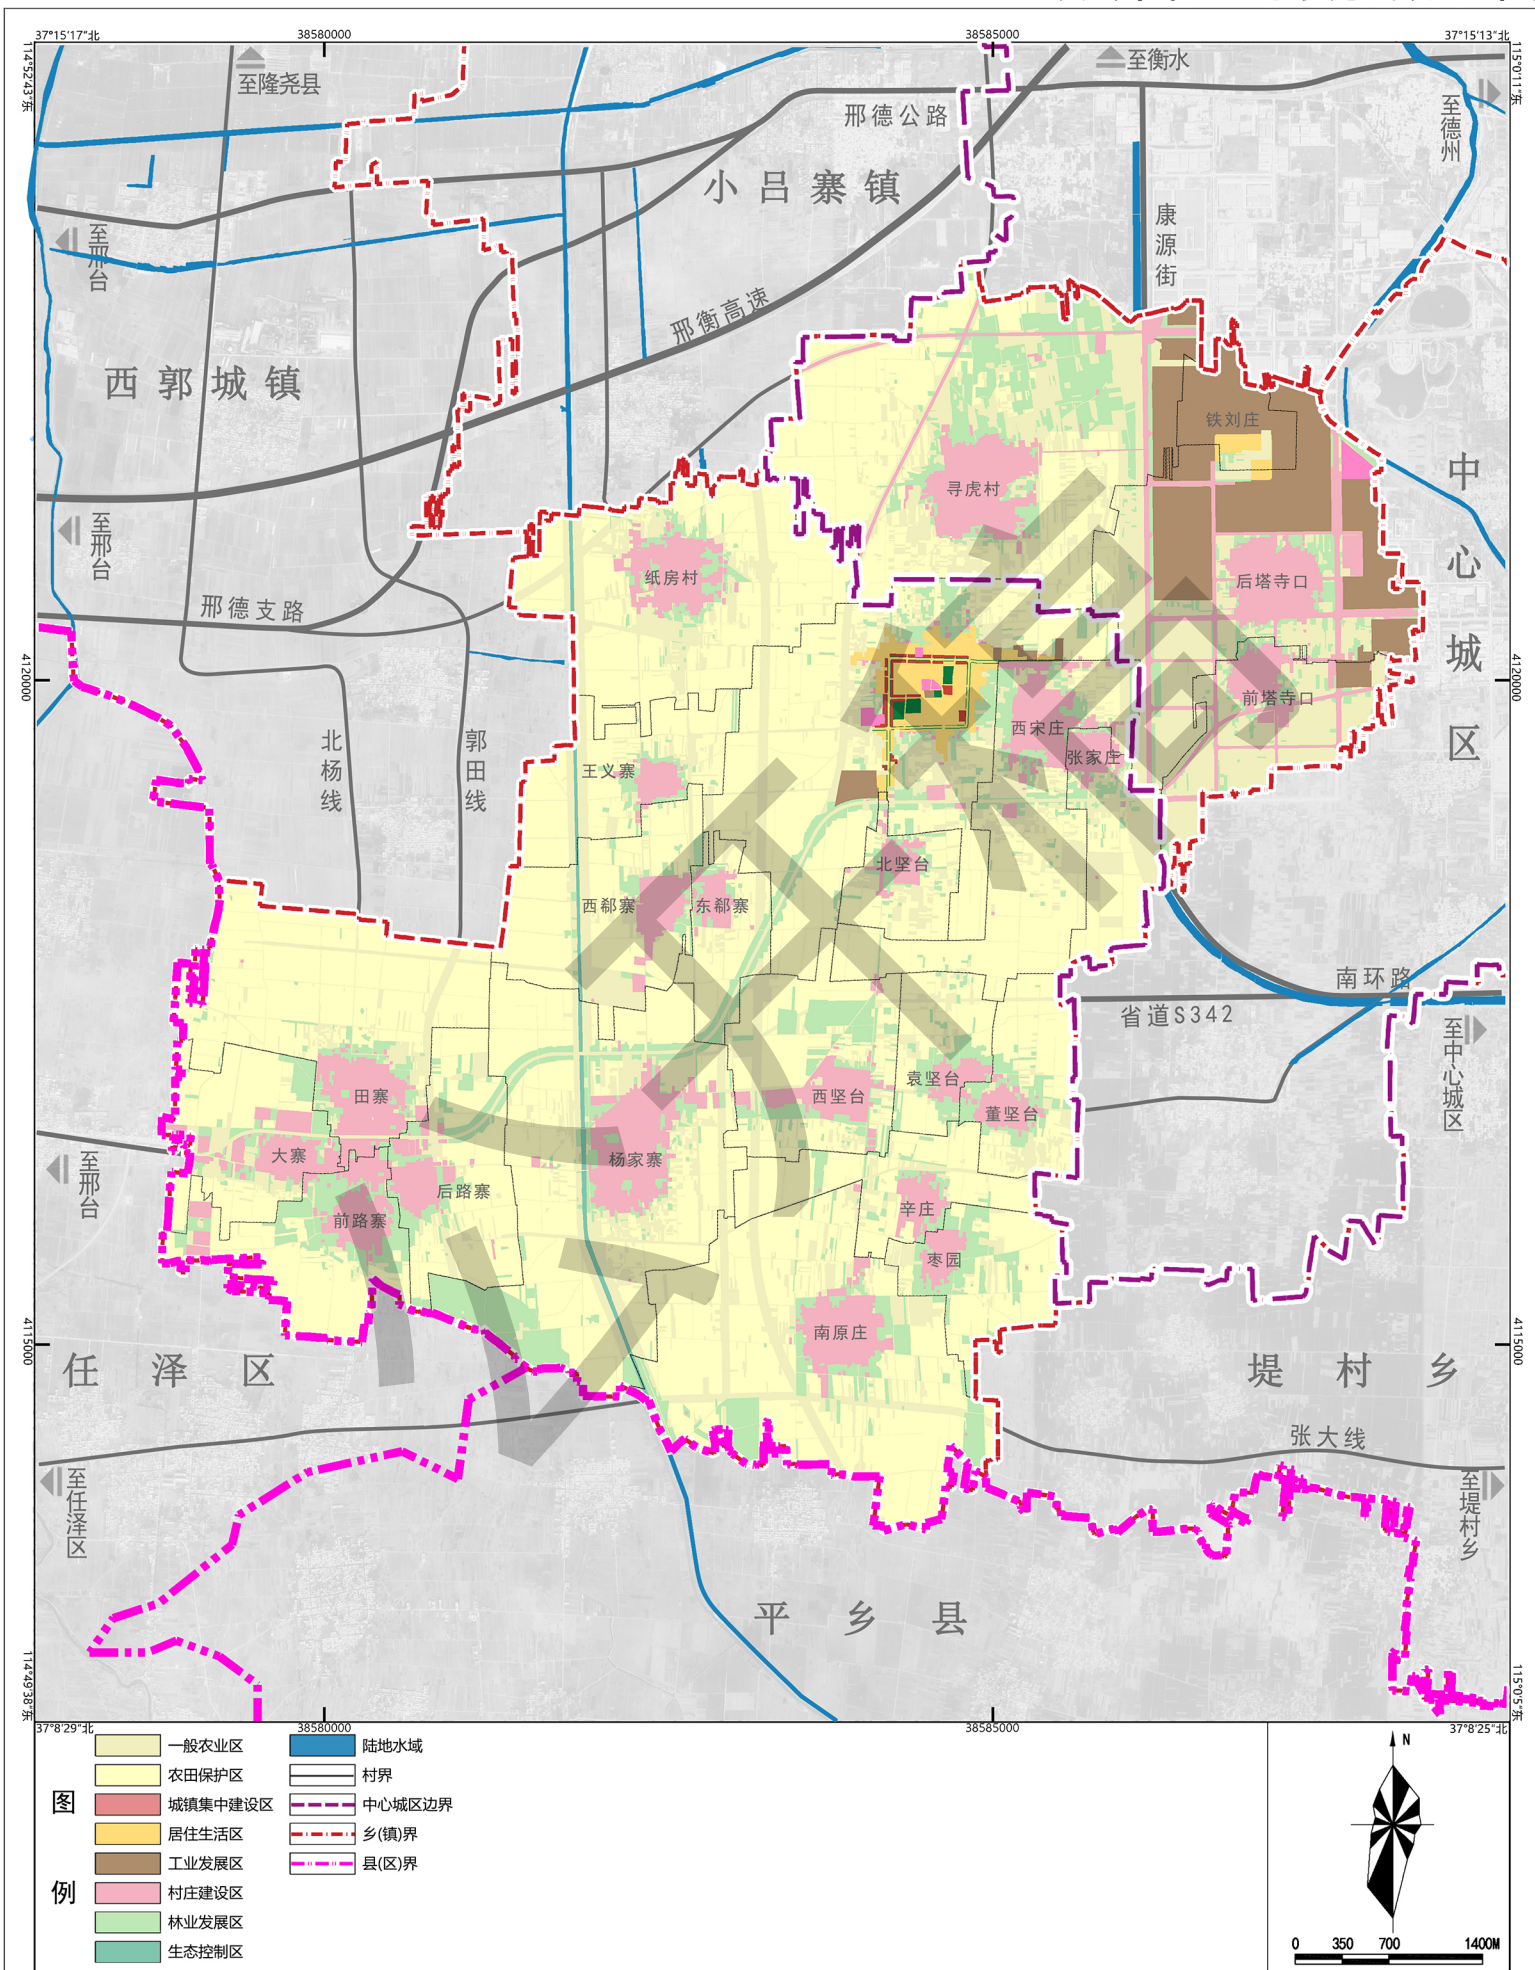 37°15'17"北
38580000
38585000
37°15'13"北
114°52'43"东
115°0'11"东
至隆尧县
至衡水
邢德公路
至德州
小吕寨镇
康源街
至邢台
邢衡高速
西郭城镇
铁刘庄
中心城区
寻虎村
至邢台
纸房村
后塔寺口
邢德支路
4120000
4120000
前塔寺口
西宋庄
北杨线
郭田线
张家庄
王义寨
北坚台
西郗寨
东郗寨
南环路
省道S342
至中心城区
田寨
西坚台
袁坚台
董坚台
大寨
杨家寨
至邢台
后路寨
前路寨
辛庄
枣园
南原庄
4115000
4115000
任泽区
堤村乡
张大线
至任泽区
至堤村乡
平乡县
114°49'38"东
115°0'5"东
37°8'29"北
38580000
38585000
37°8'25"北
图例
一般农业区
农田保护区
城镇集中建设区
居住生活区
工业发展区
村庄建设区
林业发展区
生态控制区
陆地水域
村界
中心城区边界
乡(镇)界
县(区)界
N
0 350 700 1400M